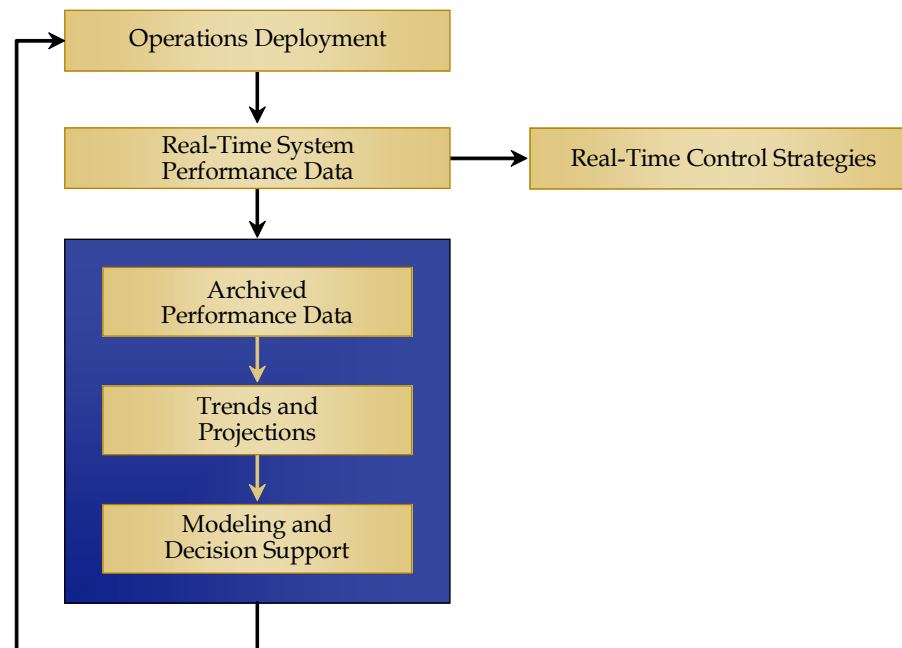 Operations Deployment
Real-Time System
Performance Data
Real-Time Control Strategies
Archived
Performance Data
Trends and
Projections
Modeling and
Decision Support